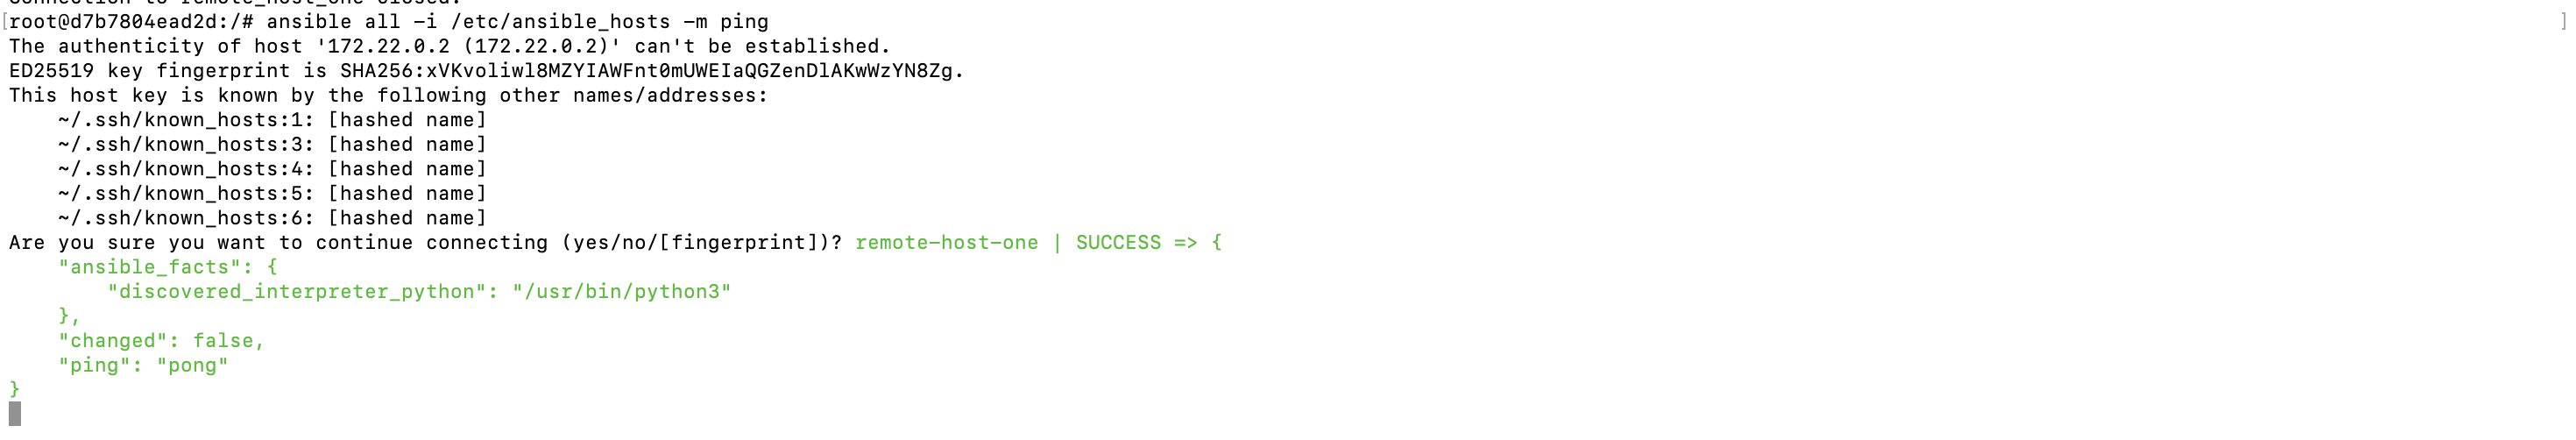 Connection to remote_host_one closed.
[root@d7b7804ead2d:/# ansible all -i /etc/ansible_hosts -m ping ]
The authenticity of host '172.22.0.2 (172.22.0.2)' can't be established.
ED25519 key fingerprint is SHA256:xVKvoliwl8MZYIAWFnt0mUWEIaQGZenDlAKwWzYN8Zg.
This host key is known by the following other names/addresses:
    ~/.ssh/known_hosts:1: [hashed name]
    ~/.ssh/known_hosts:3: [hashed name]
    ~/.ssh/known_hosts:4: [hashed name]
    ~/.ssh/known_hosts:5: [hashed name]
    ~/.ssh/known_hosts:6: [hashed name]
Are you sure you want to continue connecting (yes/no/[fingerprint])? remote-host-one | SUCCESS => {
    "ansible_facts": {
        "discovered_interpreter_python": "/usr/bin/python3"
    },
    "changed": false,
    "ping": "pong"
}